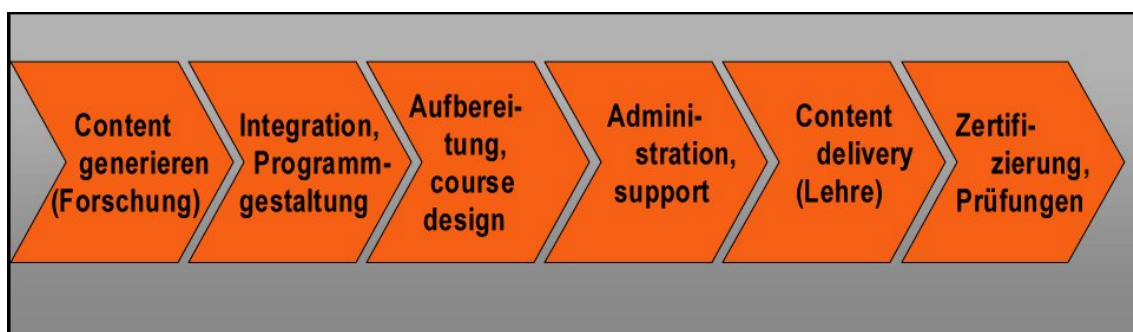 Content
generieren
(Forschung)
Integration,
Programm-
gestaltung
Aufberei-
tung,
course
design
Admini-
stration,
support
Content
delivery
(Lehre)
Zertifi-
zierung,
Prüfungen